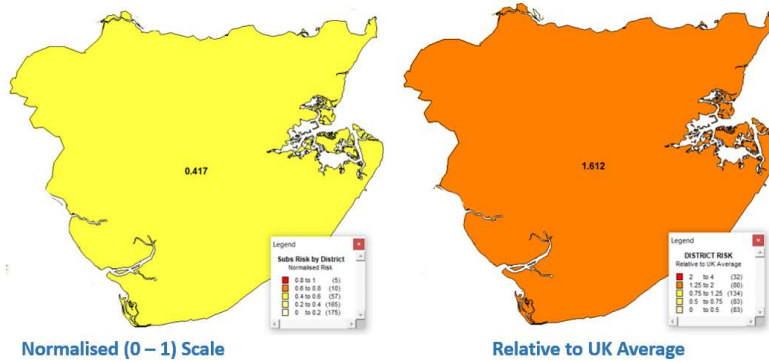 0.417
Legend
Subs Risk by District
Normalised Risk
0.8 to 1 (5)
0.6 to 0.8 (10)
0.4 to 0.6 (57)
0.2 to 0.4 (165)
0 to 0.2 (175)
Normalised (0 – 1) Scale
1.612
Legend
DISTRICT RISK
Relative to UK Average
2 to 4 (32)
1.25 to 2 (80)
0.75 to 1.25 (134)
0.5 to 0.75 (83)
0 to 0.5 (83)
Relative to UK Average